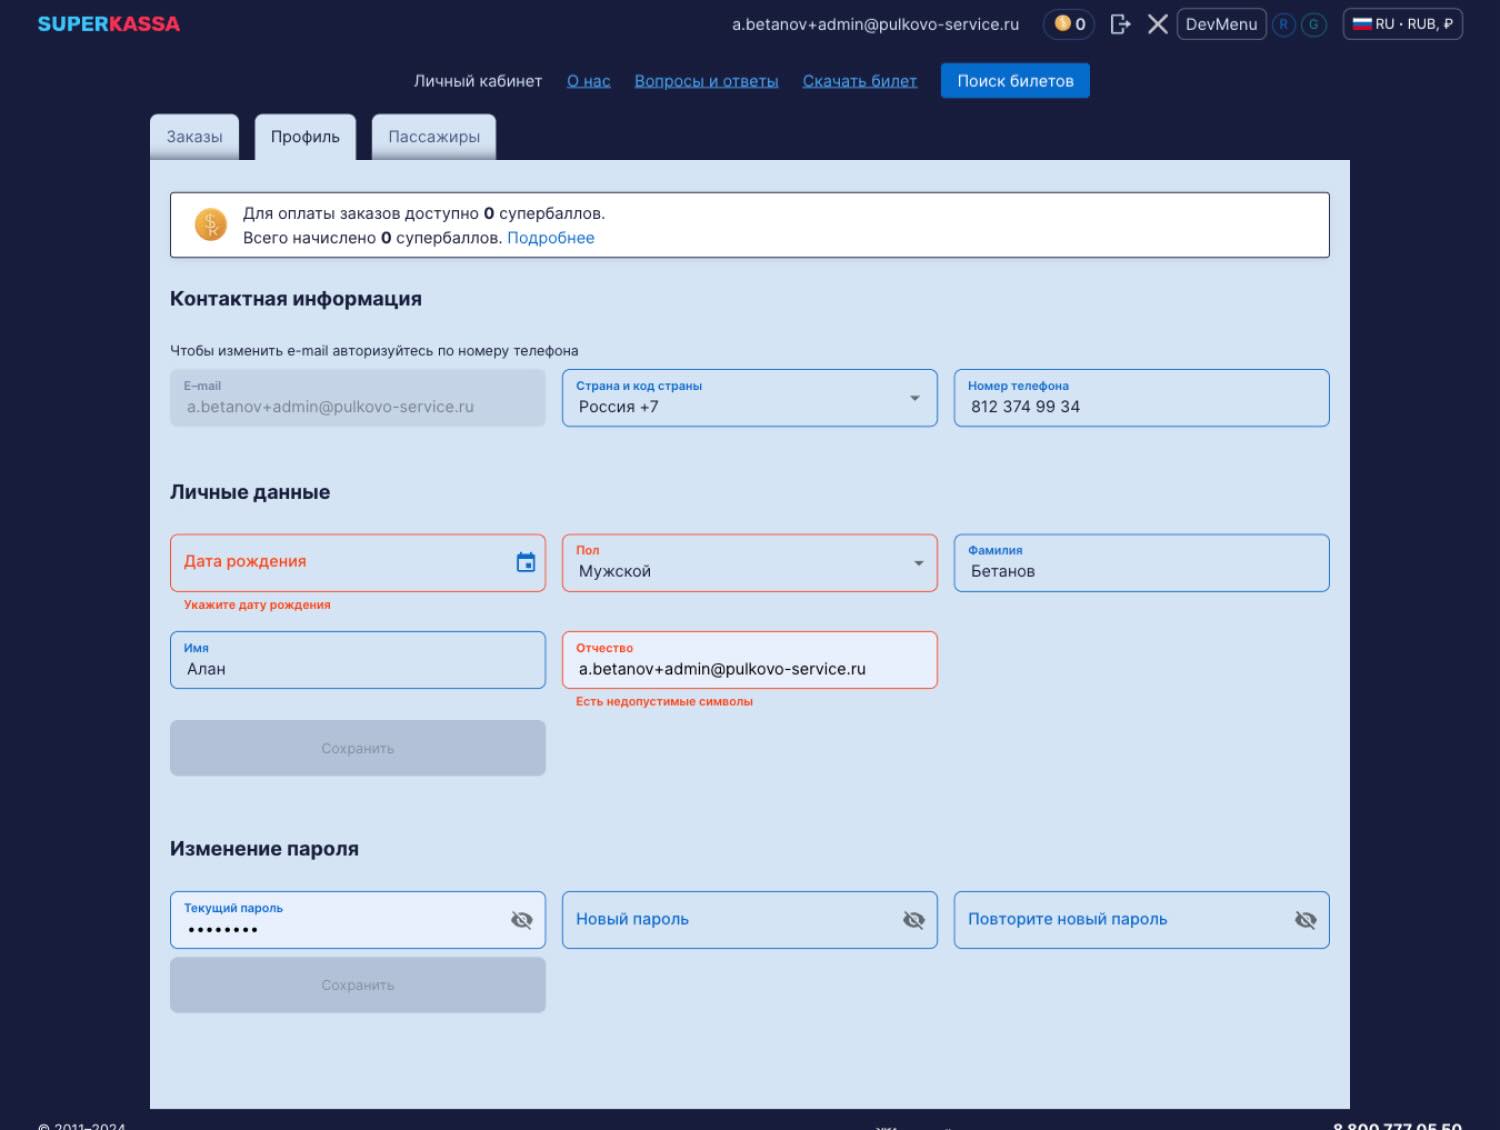 SUPERKASSA
a.betanov+admin@pulkovo-service.ru
0
DevMenu
R
G
RU · RUB, ₽
Личный кабинет
О нас
Вопросы и ответы
Скачать билет
Поиск билетов
Заказы
Профиль
Пассажиры
Для оплаты заказов доступно 0 супербаллов.
Всего начислено 0 супербаллов. Подробнее
Контактная информация
Чтобы изменить e-mail авторизуйтесь по номеру телефона
E-mail
a.betanov+admin@pulkovo-service.ru
Страна и код страны
Россия +7
Номер телефона
812 374 99 34
Личные данные
Дата рождения
Укажите дату рождения
Пол
Мужской
Фамилия
Бетанов
Имя
Алан
Отчество
a.betanov+admin@pulkovo-service.ru
Есть недопустимые символы
Сохранить
Изменение пароля
Текущий пароль
••••••••
Новый пароль
Повторите новый пароль
Сохранить
© 2011–2024
8 800 777 05 50